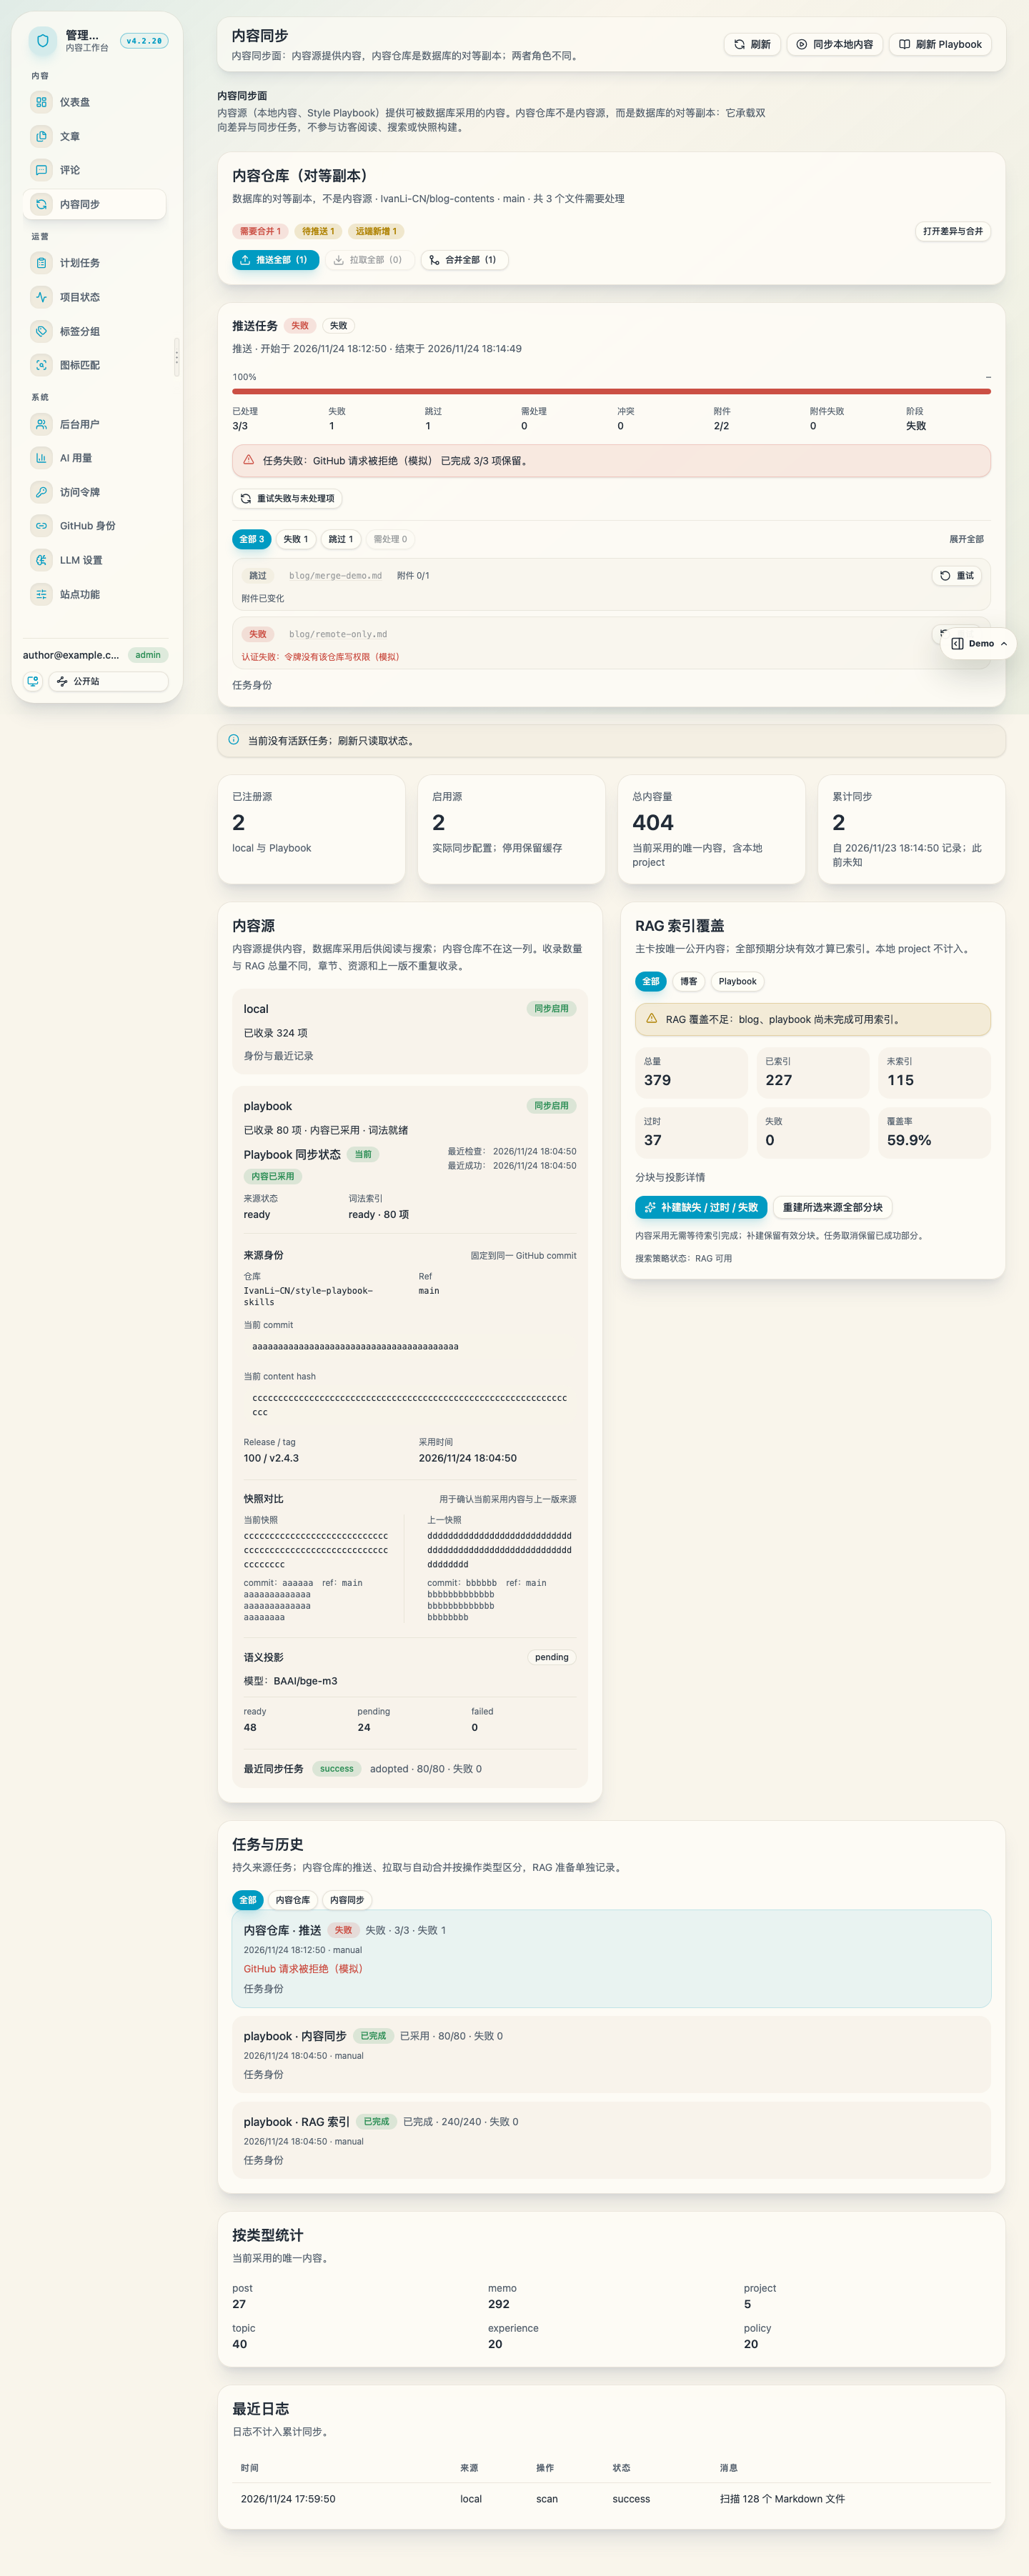 管理...
内容工作台
v4.2.20
内容
仪表盘
文章
评论
内容同步
运营
计划任务
项目状态
标签分组
图标匹配
系统
后台用户
AI 用量
访问令牌
GitHub 身份
LLM 设置
站点功能
author@example.c...
admin
公开站
内容同步
内容同步面：内容源提供内容，内容仓库是数据库的对等副本；两者角色不同。
刷新
同步本地内容
刷新 Playbook
内容同步面
内容源（本地内容、Style Playbook）提供可被数据库采用的内容。内容仓库不是内容源，而是数据库的对等副本：它承载双
向差异与同步任务，不参与访客阅读、搜索或快照构建。
内容仓库（对等副本）
数据库的对等副本，不是内容源 · IvanLi-CN/blog-contents · main · 共 3 个文件需要处理
需要合并 1
待推送 1
远端新增 1
打开差异与合并
推送全部（1）
拉取全部（0）
合并全部（1）
推送任务
失败
失败
推送 · 开始于 2026/11/24 18:12:50 · 结束于 2026/11/24 18:14:49
100%
–
已处理
3/3
失败
1
跳过
1
需处理
0
冲突
0
附件
2/2
附件失败
0
阶段
失败
任务失败：GitHub 请求被拒绝（模拟） 已完成 3/3 项保留。
重试失败与未处理项
全部 3
失败 1
跳过 1
需处理 0
展开全部
跳过
blog/merge-demo.md
附件 0/1
重试
附件已变化
失败
blog/remote-only.md
认证失败：令牌没有该仓库写权限（模拟）
Demo
任务身份
当前没有活跃任务；刷新只读取状态。
已注册源
2
local 与 Playbook
启用源
2
实际同步配置；停用保留缓存
总内容量
404
当前采用的唯一内容，含本地
project
累计同步
2
自 2026/11/23 18:14:50 记录；此
前未知
内容源
内容源提供内容，数据库采用后供阅读与搜索；内容仓库不在这一列。收录数量
与 RAG 总量不同，章节、资源和上一版不重复收录。
local
同步启用
已收录 324 项
身份与最近记录
playbook
同步启用
已收录 80 项 · 内容已采用 · 词法就绪
Playbook 同步状态
当前
内容已采用
最近检查： 2026/11/24 18:04:50
最近成功： 2026/11/24 18:04:50
来源状态
ready
词法索引
ready · 80 项
来源身份
固定到同一 GitHub commit
仓库
IvanLi-CN/style-playbook-
skills
Ref
main
当前 commit
aaaaaaaaaaaaaaaaaaaaaaaaaaaaaaaaaaaaaaaa
当前 content hash
ccccccccccccccccccccccccccccccccccccccccccccccccccccccccccccc
ccc
Release / tag
100 / v2.4.3
采用时间
2026/11/24 18:04:50
快照对比
用于确认当前采用内容与上一版来源
当前快照
cccccccccccccccccccccccccccc
cccccccccccccccccccccccccccc
cccccccc
commit: aaaaaa ref: main
aaaaaaaaaaaaa
aaaaaaaaaaaaa
aaaaaaaa
上一快照
dddddddddddddddddddddddddddd
dddddddddddddddddddddddddddd
dddddddd
commit: bbbbbb ref: main
bbbbbbbbbbbbb
bbbbbbbbbbbbb
bbbbbbbb
语义投影
pending
模型：BAAI/bge-m3
ready
48
pending
24
failed
0
最近同步任务
success
adopted · 80/80 · 失败 0
RAG 索引覆盖
主卡按唯一公开内容；全部预期分块有效才算已索引。本地 project 不计入。
全部
博客
Playbook
RAG 覆盖不足：blog、playbook 尚未完成可用索引。
总量
379
已索引
227
未索引
115
过时
37
失败
0
覆盖率
59.9%
分块与投影详情
补建缺失 / 过时 / 失败
重建所选来源全部分块
内容采用无需等待索引完成；补建保留有效分块。任务取消保留已成功部分。
搜索策略状态：RAG 可用
任务与历史
持久来源任务；内容仓库的推送、拉取与自动合并按操作类型区分，RAG 准备单独记录。
全部
内容仓库
内容同步
内容仓库 · 推送
失败
失败 · 3/3 · 失败 1
2026/11/24 18:12:50 · manual
GitHub 请求被拒绝（模拟）
任务身份
playbook · 内容同步
已完成
已采用 · 80/80 · 失败 0
2026/11/24 18:04:50 · manual
任务身份
playbook · RAG 索引
已完成
已完成 · 240/240 · 失败 0
2026/11/24 18:04:50 · manual
任务身份
按类型统计
当前采用的唯一内容。
post
27
memo
292
project
5
topic
40
experience
20
policy
20
最近日志
日志不计入累计同步。
时间
来源
操作
状态
消息
2026/11/24 17:59:50
local
scan
success
扫描 128 个 Markdown 文件